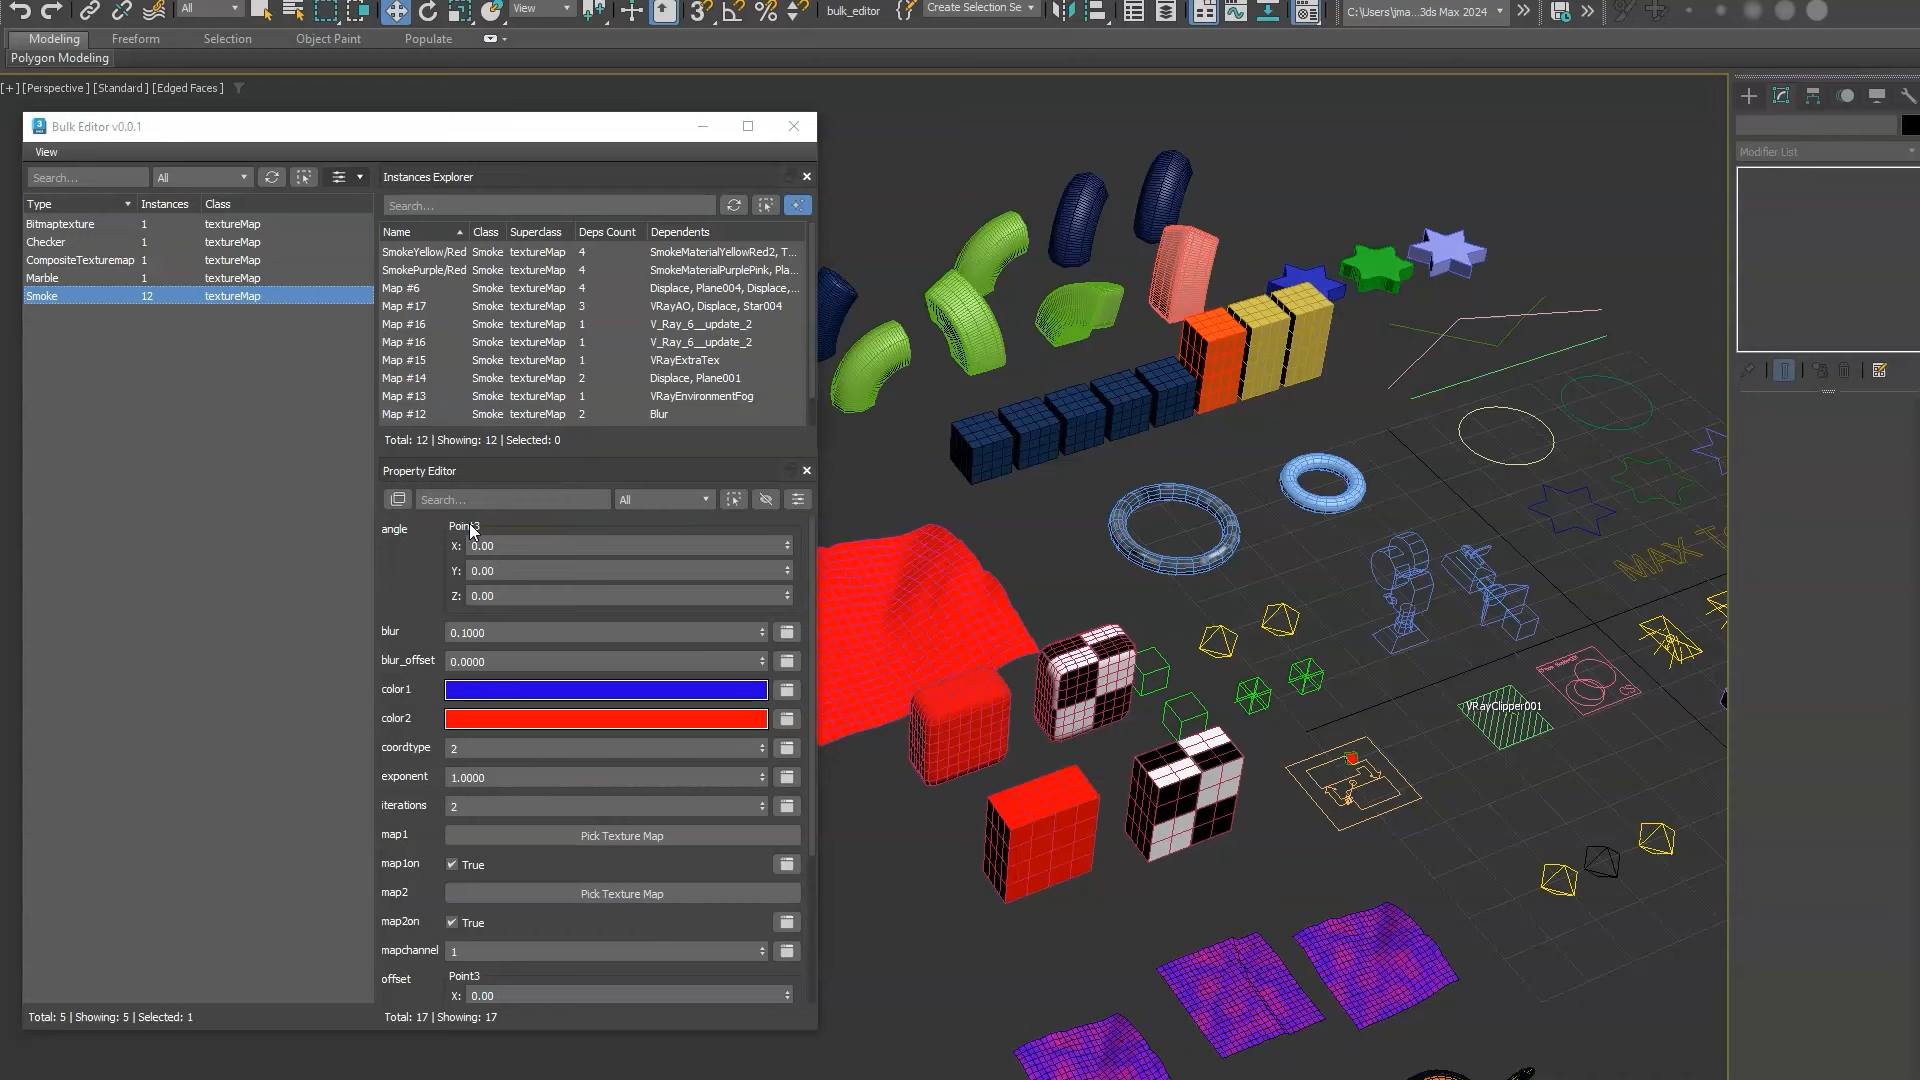 All
View
bulk_editor
Create Selection Se
C:\Users\jma...3ds Max 2024
Modeling
Freeform
Selection
Object Paint
Populate
Polygon Modeling
[+] [Perspective] [Standard] [Edged Faces]
Modifier List
Bulk Editor v0.0.1
View
Search...
All
Type
Instances
Class
Bitmaptexture 1 textureMap
Checker 1 textureMap
CompositeTexturemap 1 textureMap
Marble 1 textureMap
Smoke 12 textureMap
Total: 5 | Showing: 5 | Selected: 1
Instances Explorer
Search...
Name Class Superclass Deps Count Dependents
SmokeYellow/Red Smoke textureMap 4 SmokeMaterialYellowRed2, T...
SmokePurple/Red Smoke textureMap 4 SmokeMaterialPurplePink, Pla...
Map #6 Smoke textureMap 4 Displace, Plane004, Displace,...
Map #17 Smoke textureMap 3 VRayAO, Displace, Star004
Map #16 Smoke textureMap 1 V_Ray_6__update_2
Map #16 Smoke textureMap 1 V_Ray_6__update_2
Map #15 Smoke textureMap 1 VRayExtraTex
Map #14 Smoke textureMap 2 Displace, Plane001
Map #13 Smoke textureMap 1 VRayEnvironmentFog
Map #12 Smoke textureMap 2 Blur
Total: 12 | Showing: 12 | Selected: 0
Property Editor
Search...
All
angle
Point3
X: 0.00
Y: 0.00
Z: 0.00
blur 0.1000
blur_offset 0.0000
color1
color2
coordtype 2
exponent 1.0000
iterations 2
map1 Pick Texture Map
map1on True
map2 Pick Texture Map
map2on True
mapchannel 1
offset
Point3
X: 0.00
Total: 17 | Showing: 17
VRayClipper001